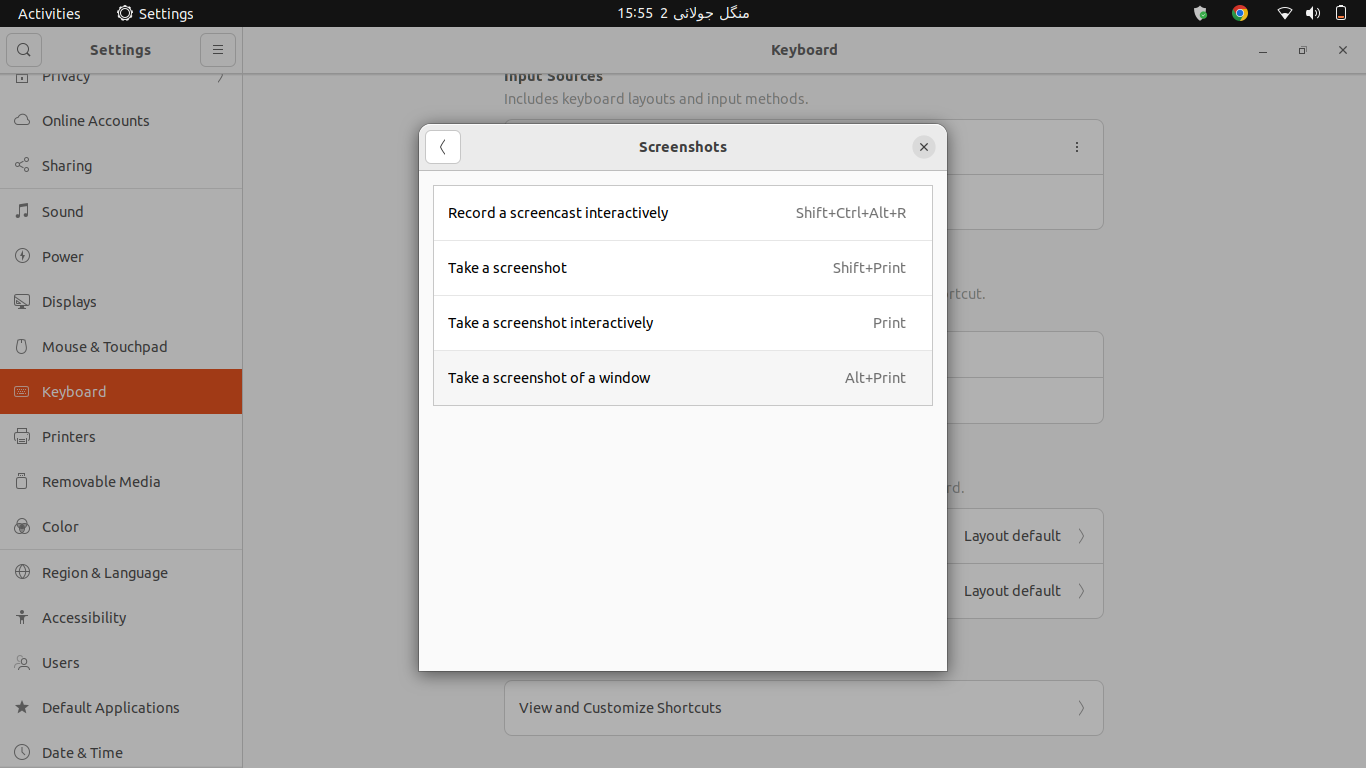 Activities
Settings
منگل جولائی 2 15:55
Settings
Keyboard
Privacy
Online Accounts
Sharing
Sound
Power
Displays
Mouse & Touchpad
Keyboard
Printers
Removable Media
Color
Region & Language
Accessibility
Users
Default Applications
Date & Time
Input Sources
Includes keyboard layouts and input methods.
Screenshots
Record a screencast interactively Shift+Ctrl+Alt+R
Take a screenshot Shift+Print
Take a screenshot interactively Print
Take a screenshot of a window Alt+Print
rtcut.
rd.
Layout default
Layout default
View and Customize Shortcuts